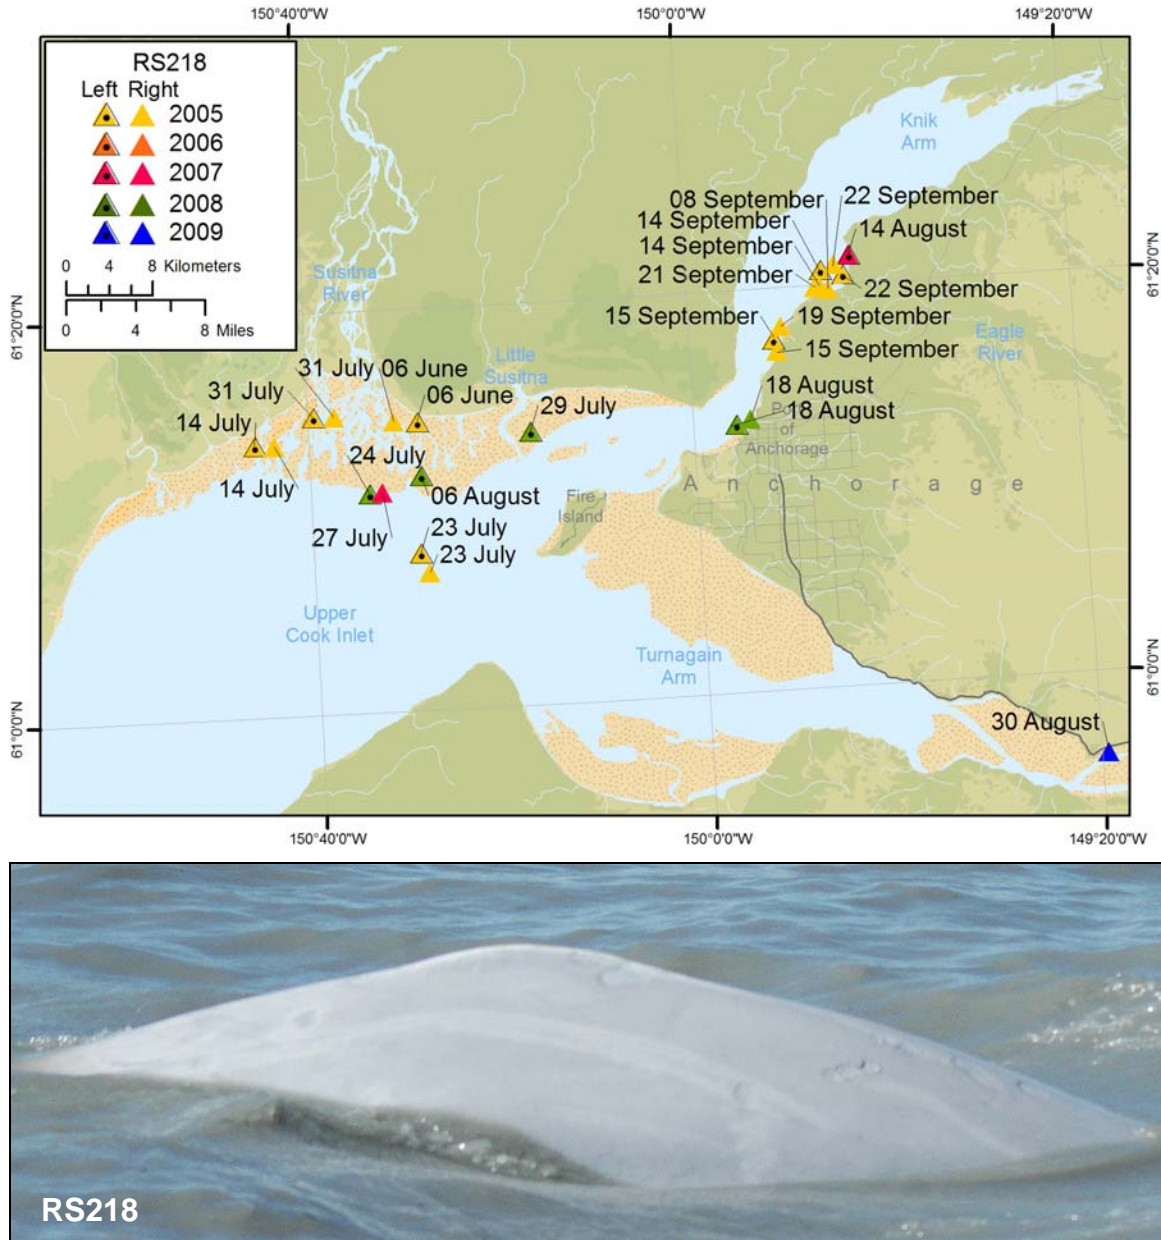 150°40'0"W 150°0'0"W 149°20'0"W
RS218
Left Right
2005
2006
2007
2008
2009
0 4 8 Kilometers
0 4 8 Miles
Knik
Arm
08 September 22 September
14 September
14 August
14 September
21 September
22 September
15 September 19 September
15 September
Susitna
River
Eagle
River
Little
Susitna
61°20'0"N
61°20'0"N
31 July 06 June
31 July 06 June
14 July
29 July
18 August
18 August
of
Anchorage
24 July
14 July
06 August
Anchorage
Fire
Island
27 July
23 July
23 July
Upper
Cook Inlet
Turnagain
Arm
61°0'0"N
61°0'0"N
30 August
150°40'0"W 150°0'0"W 149°20'0"W
RS218